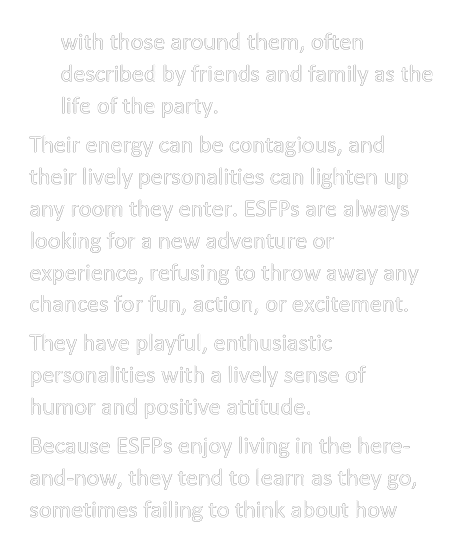 with those around them, often
described by friends and family as the
life of the party.
Their energy can be contagious, and
their lively personalities can lighten up
any room they enter. ESFPs are always
looking for a new adventure or
experience, refusing to throw away any
chances for fun, action, or excitement.
They have playful, enthusiastic
personalities with a lively sense of
humor and positive attitude.
Because ESFPs enjoy living in the here-
and-now, they tend to learn as they go,
sometimes failing to think about how